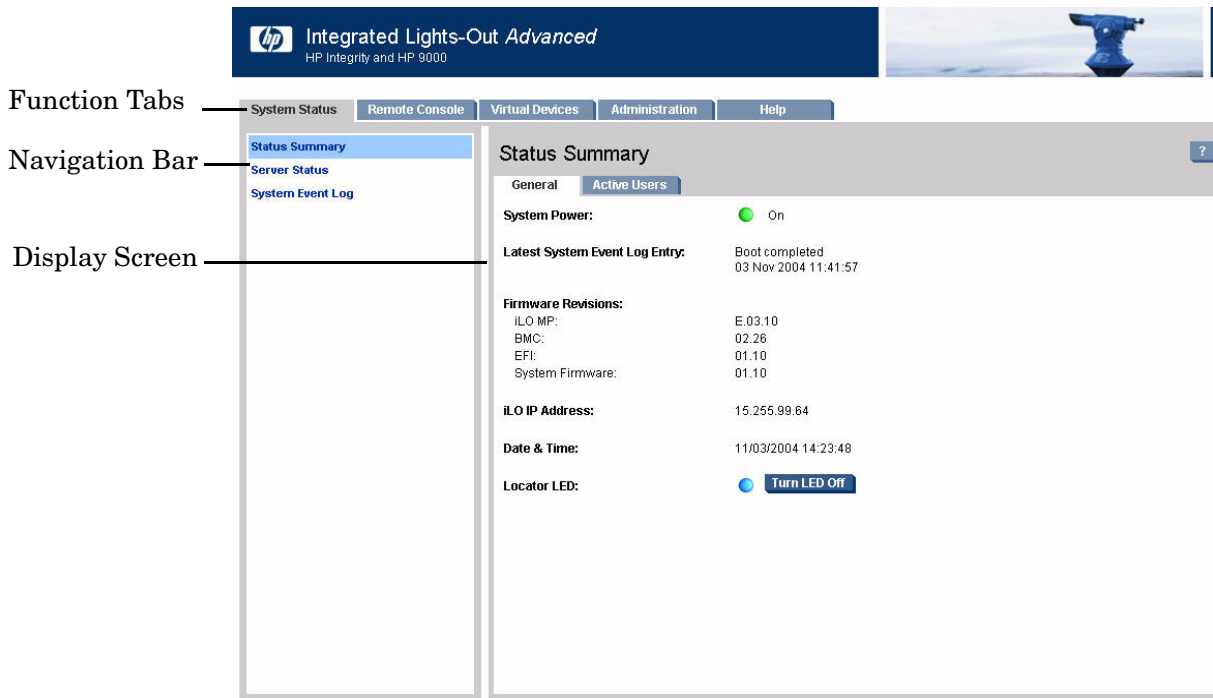 hp
Integrated Lights-Out Advanced
HP Integrity and HP 9000
Function Tabs
System Status Remote Console Virtual Devices Administration Help
Navigation Bar
Status Summary
Server Status
System Event Log
Display Screen
Status Summary
?
General Active Users
System Power: On
Latest System Event Log Entry: Boot completed
03 Nov 2004 11:41:57
Firmware Revisions:
iLO MP: E.03.10
BMC: 02.26
EFI: 01.10
System Firmware: 01.10
iLO IP Address: 15.255.99.64
Date & Time: 11/03/2004 14:23:48
Locator LED: Turn LED Off